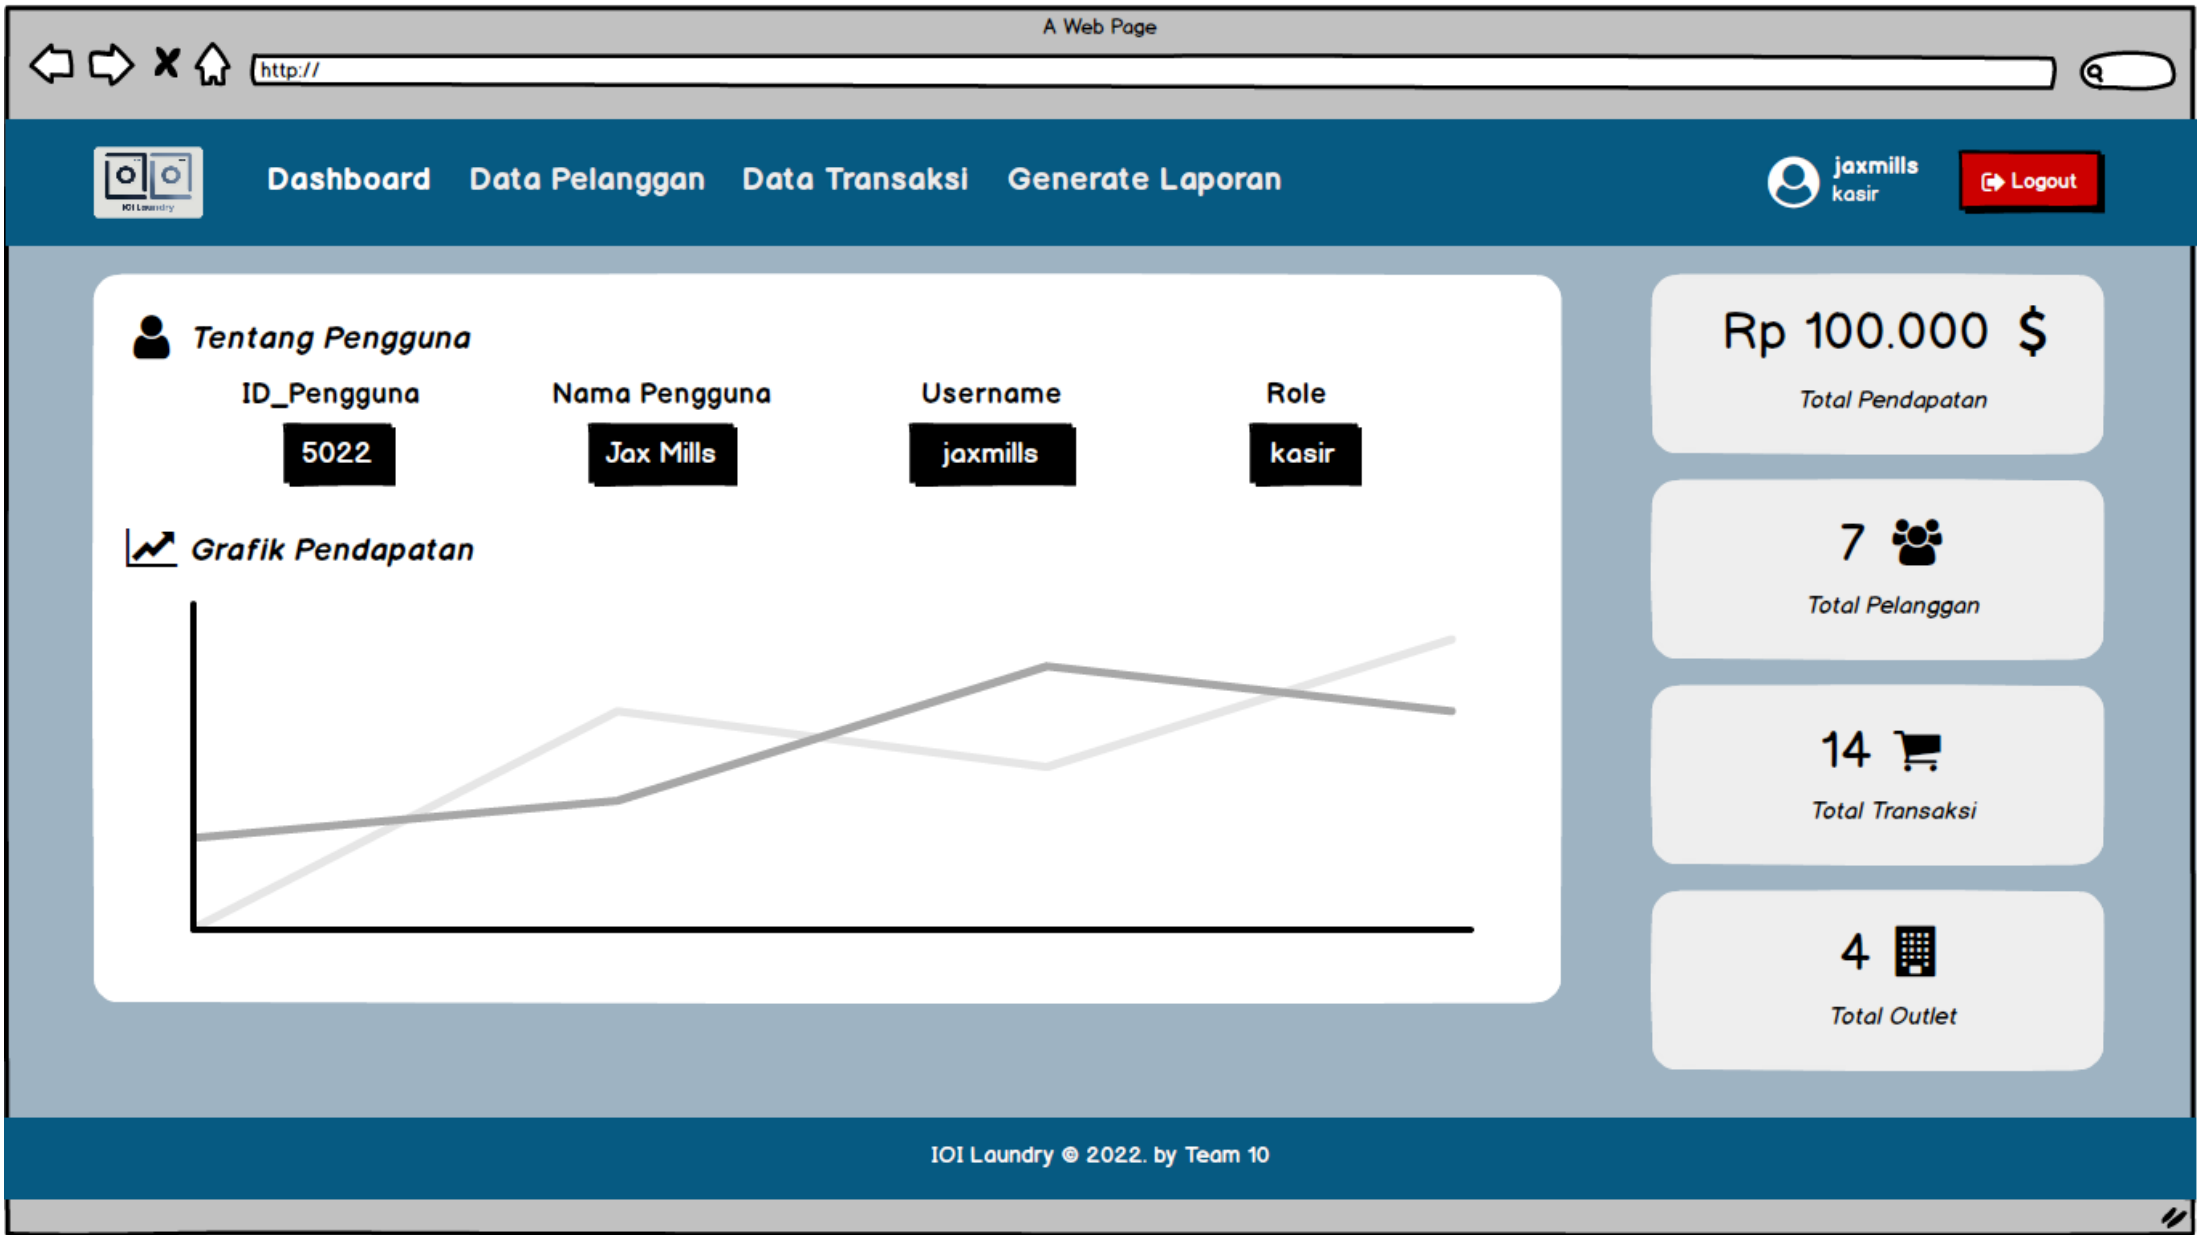 A Web Page
http://
IOI Laundry
Dashboard Data Pelanggan Data Transaksi Generate Laporan
jaxmills
kasir
Logout
Tentang Pengguna
ID_Pengguna Nama Pengguna Username Role
5022 Jax Mills jaxmills kasir
Grafik Pendapatan
Rp 100.000 $
Total Pendapatan
7
Total Pelanggan
14
Total Transaksi
4
Total Outlet
IOI Laundry © 2022. by Team 10